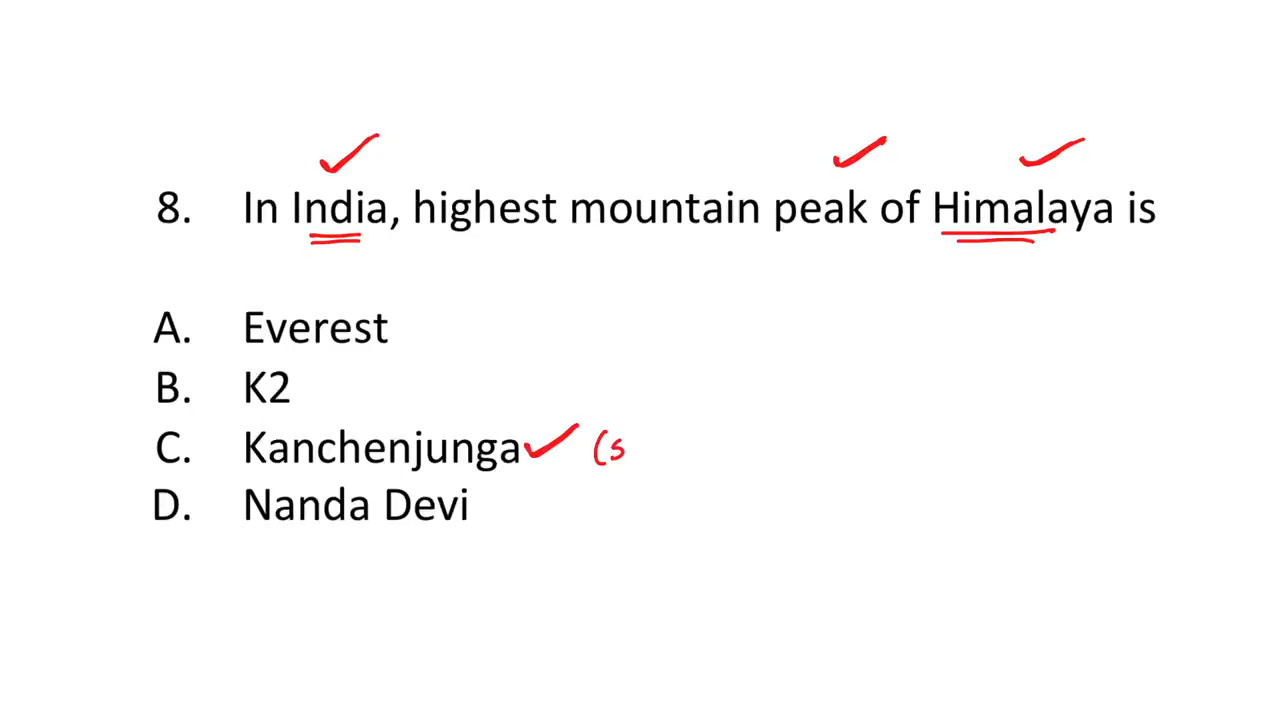 8. In India, highest mountain peak of Himalaya is
A. Everest
B. K2
C. Kanchenjunga (s
D. Nanda Devi